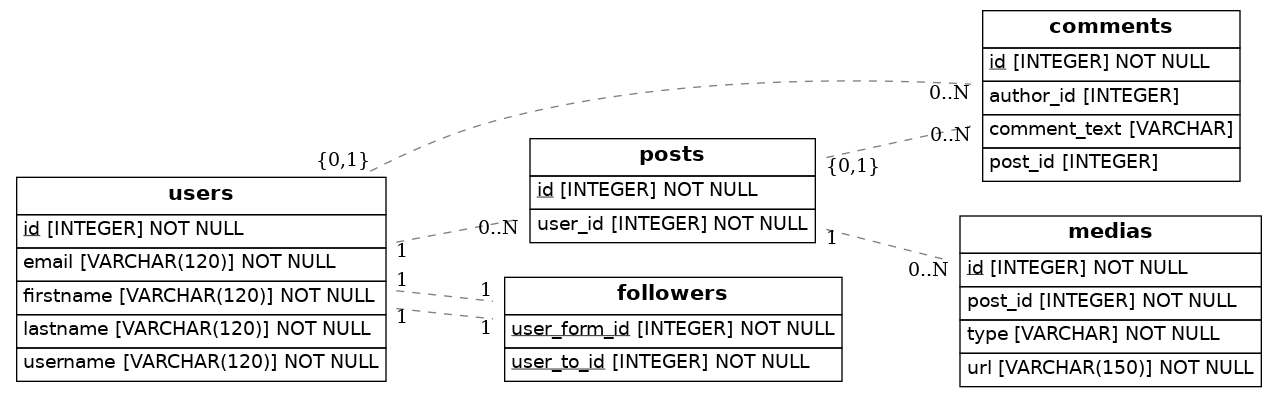 users
id [INTEGER] NOT NULL
email [VARCHAR(120)] NOT NULL
firstname [VARCHAR(120)] NOT NULL
lastname [VARCHAR(120)] NOT NULL
username [VARCHAR(120)] NOT NULL
{0,1}
0..N
1
0..N
1
1
1
1
posts
id [INTEGER] NOT NULL
user_id [INTEGER] NOT NULL
{0,1}
0..N
1
0..N
followers
user_form_id [INTEGER] NOT NULL
user_to_id [INTEGER] NOT NULL
comments
id [INTEGER] NOT NULL
author_id [INTEGER]
comment_text [VARCHAR]
post_id [INTEGER]
medias
id [INTEGER] NOT NULL
post_id [INTEGER] NOT NULL
type [VARCHAR] NOT NULL
url [VARCHAR(150)] NOT NULL